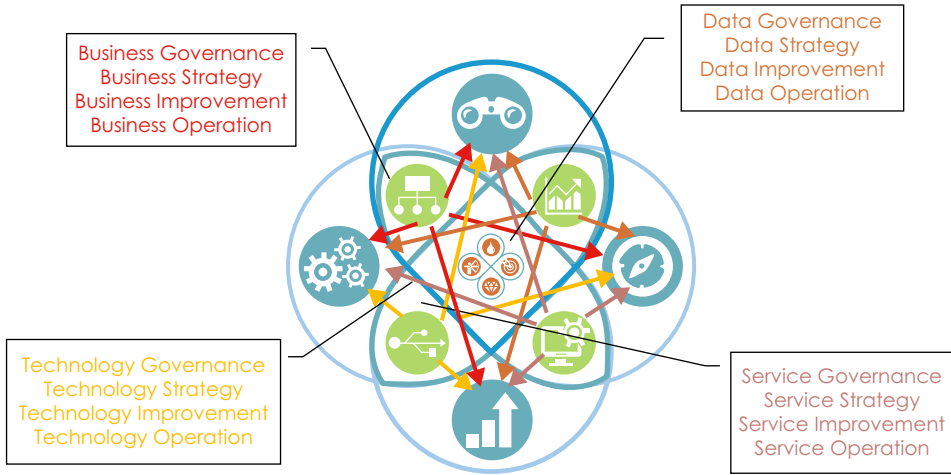 Business Governance
Business Strategy
Business Improvement
Business Operation
Data Governance
Data Strategy
Data Improvement
Data Operation
Technology Governance
Technology Strategy
Technology Improvement
Technology Operation
Service Governance
Service Strategy
Service Improvement
Service Operation